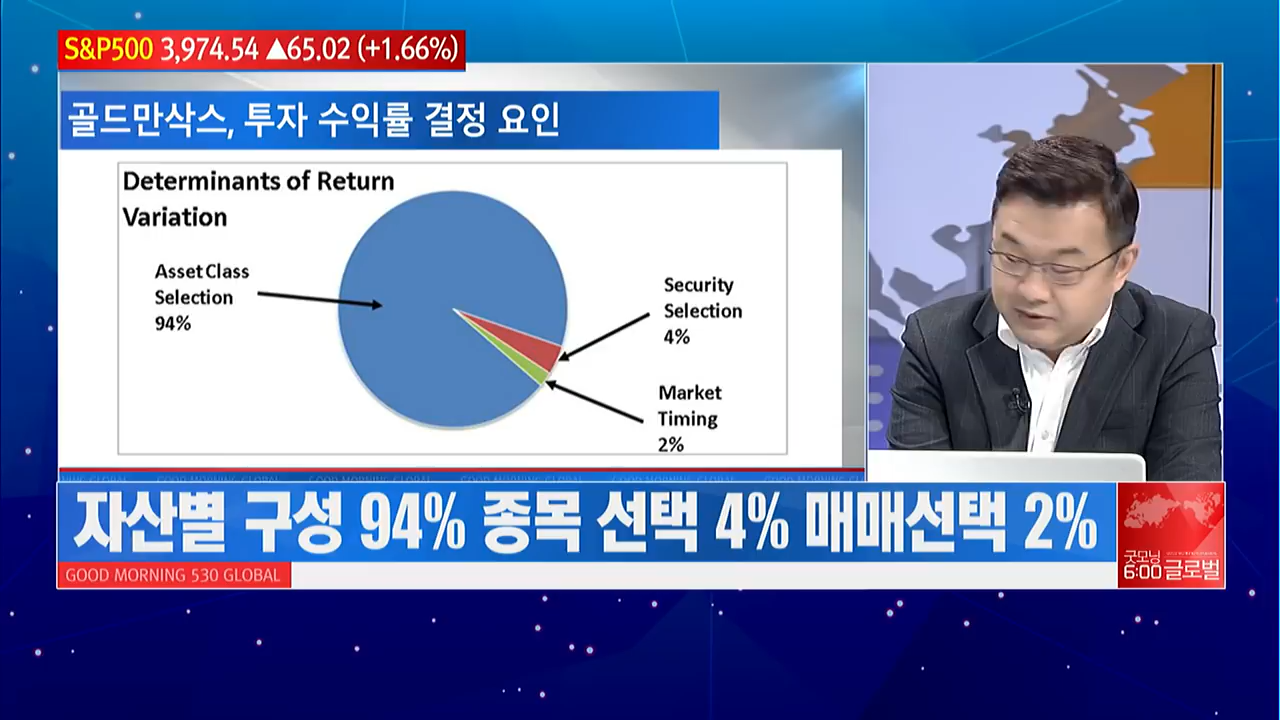 S&P500 3,974.54 ▲65.02 (+1.66%)
골드만삭스, 투자 수익률 결정 요인
Determinants of Return
Variation
Asset Class
Selection
94%
Security
Selection
4%
Market
Timing
2%
자산별 구성 94% 종목 선택 4% 매매선택 2%
GOOD MORNING 530 GLOBAL
굿모닝
6:00 글로벌